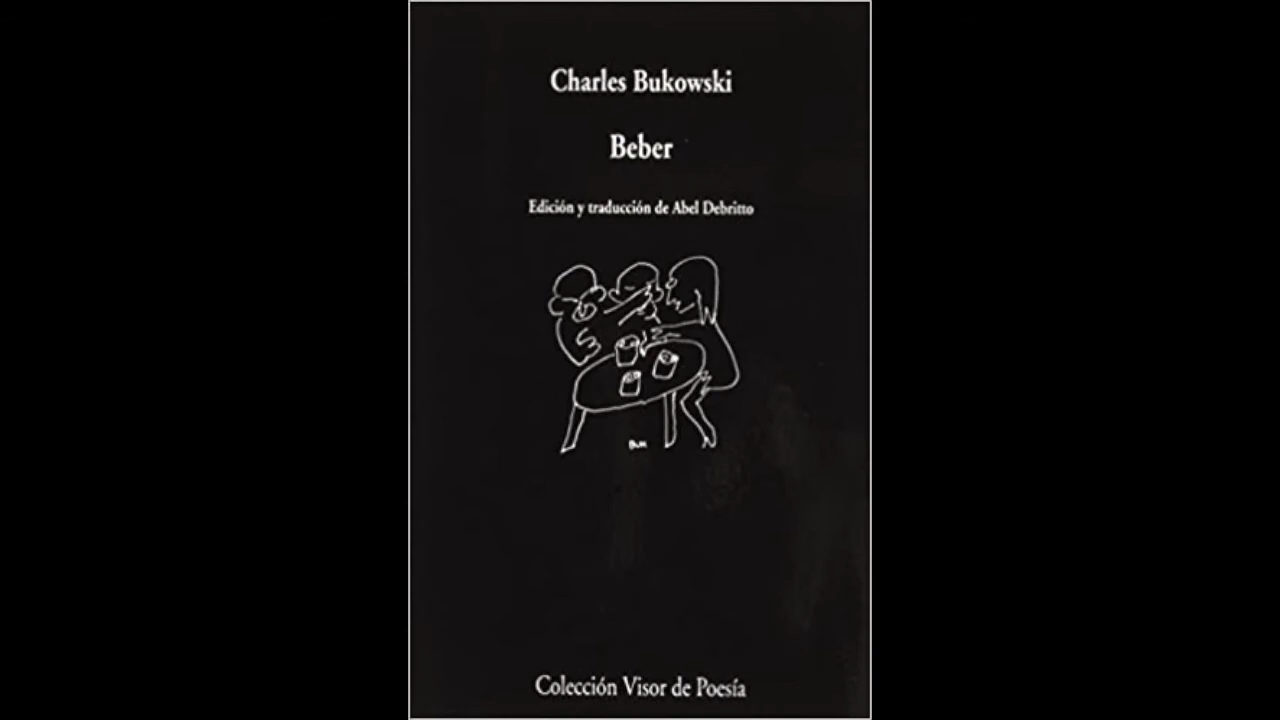 Charles Bukowski
Beber
Edición y traducción de Abel Debritto
Colección Visor de Poesía